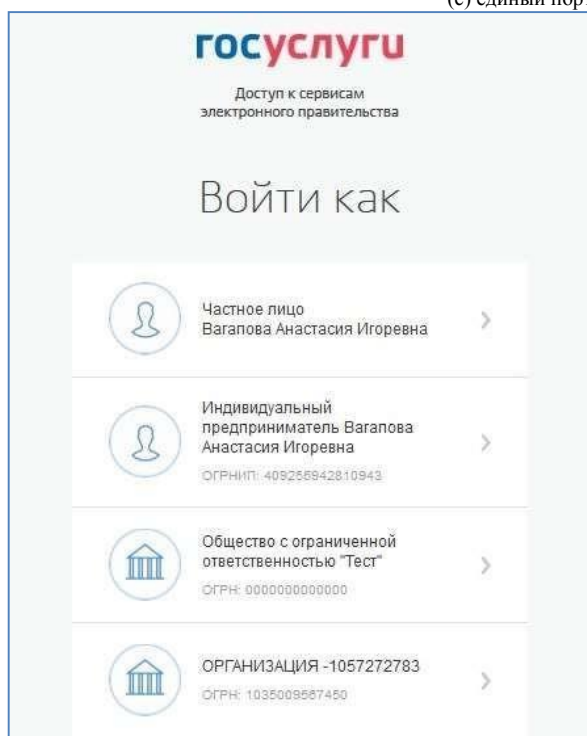 (с) единый порт
госуслуги
Доступ к сервисам
электронного правительства
Войти как
Частное лицо
Вагапова Анастасия Игоревна
Индивидуальный
предприниматель Вагапова
Анастасия Игоревна
ОГРНИП: 409256942810943
Общество с ограниченной
ответственностью "Тест"
ОГРН: 0000000000000
ОРГАНИЗАЦИЯ -1057272783
ОГРН: 1035009567450